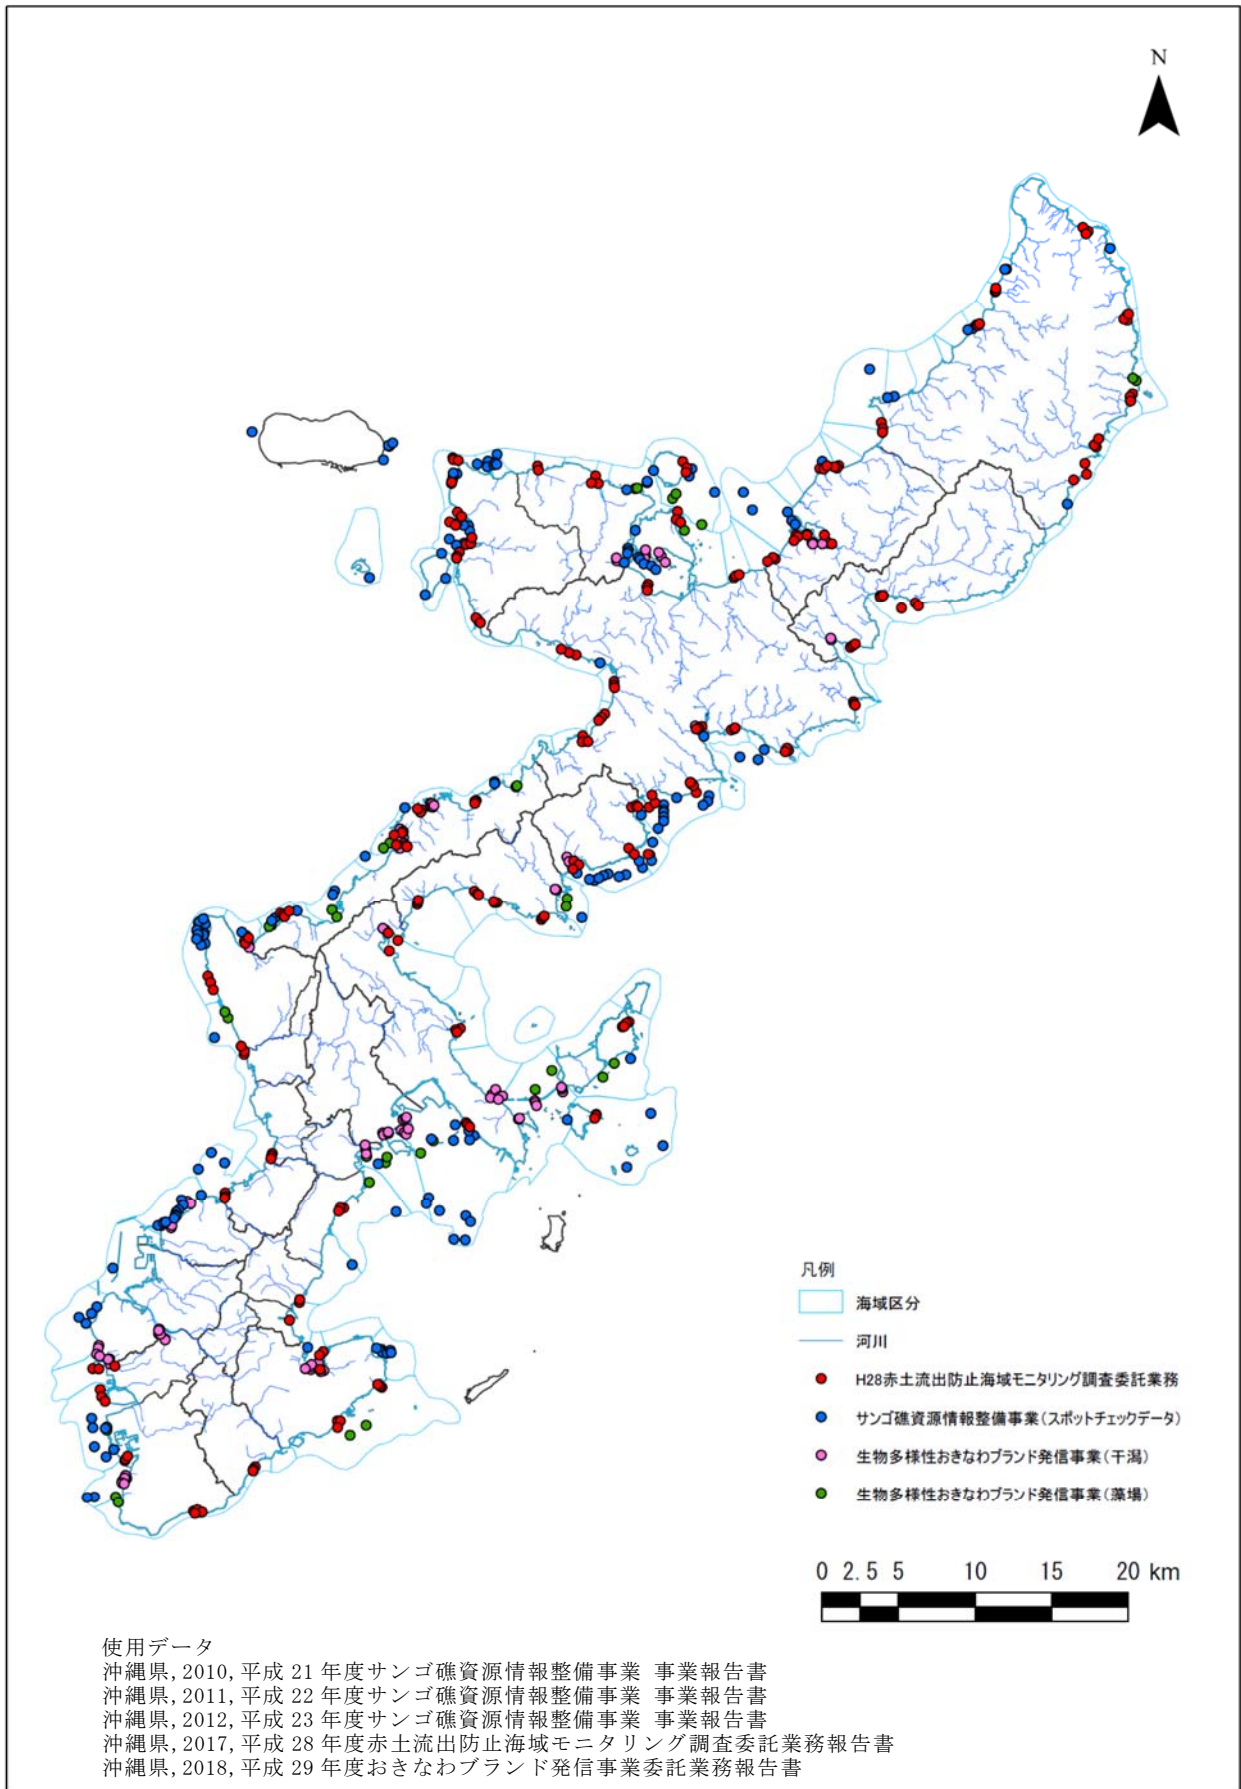 N
凡例
海域区分
河川
H28赤土流出防止海域モニタリング調査委託業務
サンゴ礁資源情報整備事業(スポットチェックデータ)
生物多様性おきなわブランド発信事業(干潟)
生物多様性おきなわブランド発信事業(藻場)
0 2.5 5 10 15 20 km
使用データ
沖縄県,2010,平成 21 年度サンゴ礁資源情報整備事業 事業報告書
沖縄県,2011,平成 22 年度サンゴ礁資源情報整備事業 事業報告書
沖縄県,2012,平成 23 年度サンゴ礁資源情報整備事業 事業報告書
沖縄県,2017,平成 28 年度赤土流出防止海域モニタリング調査委託業務報告書
沖縄県,2018,平成 29 年度おきなわブランド発信事業委託業務報告書